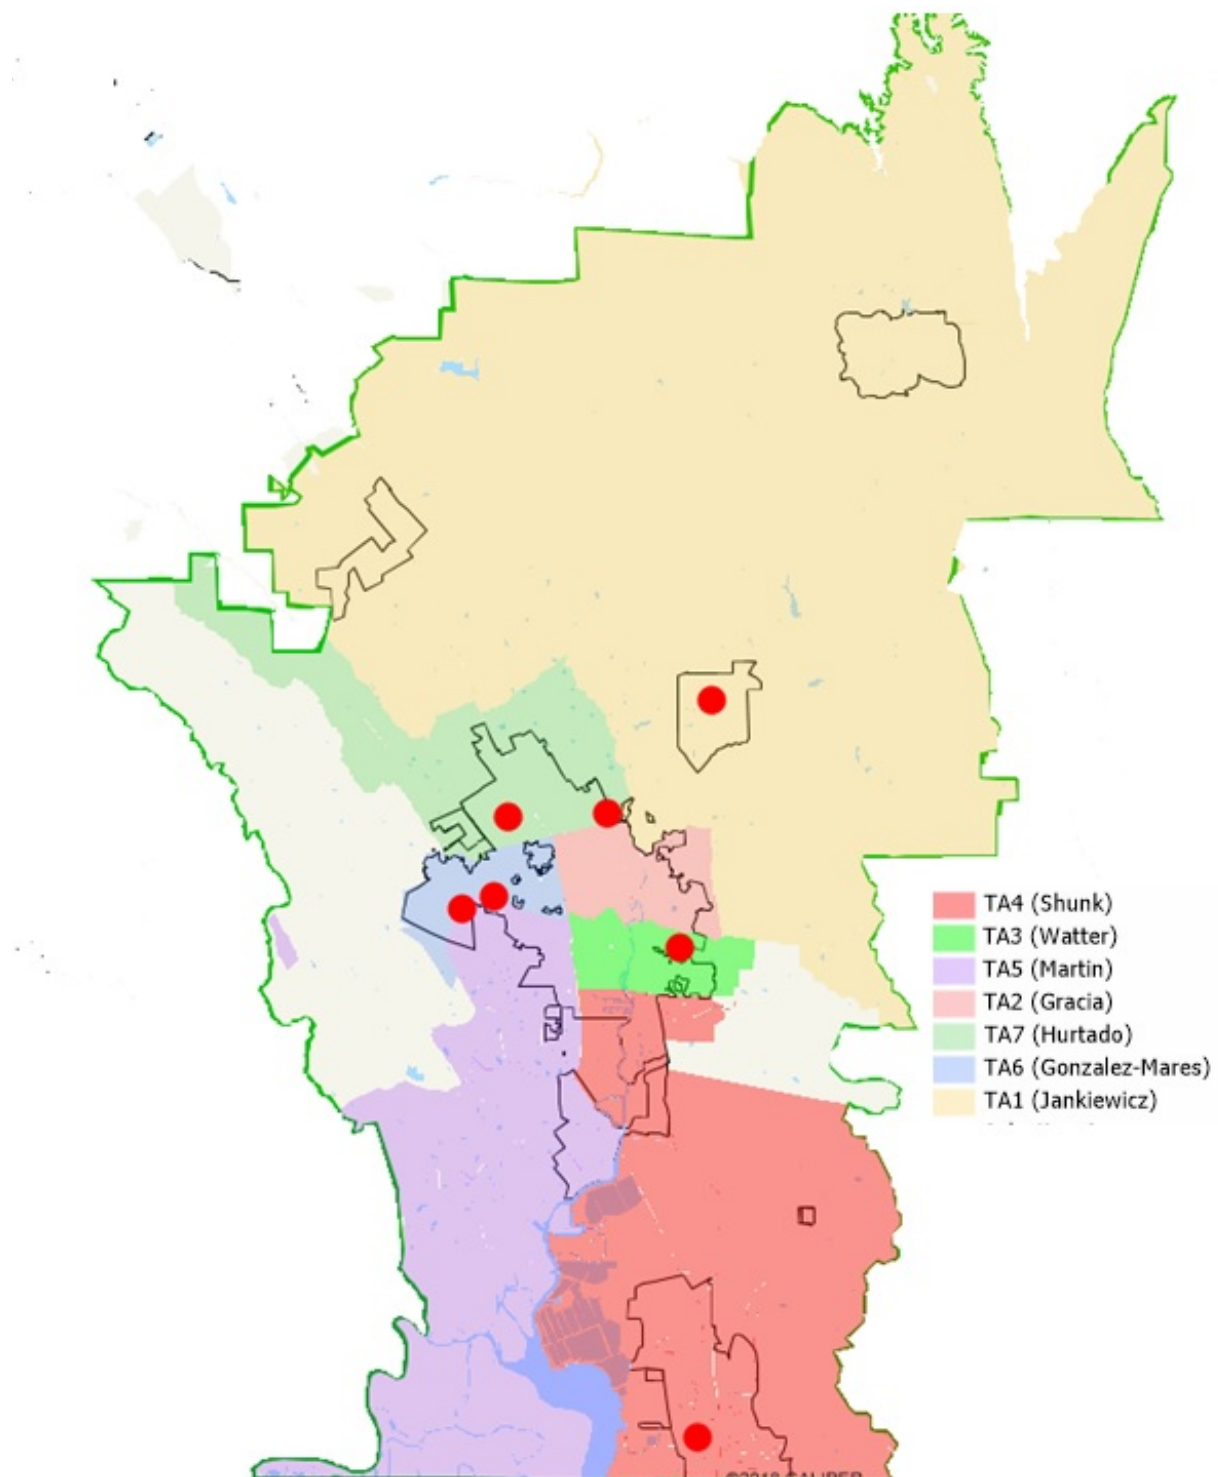 TA4 (Shunk)
TA3 (Watter)
TA5 (Martin)
TA2 (Gracia)
TA7 (Hurtado)
TA6 (Gonzalez-Mares)
TA1 (Jankiewicz)